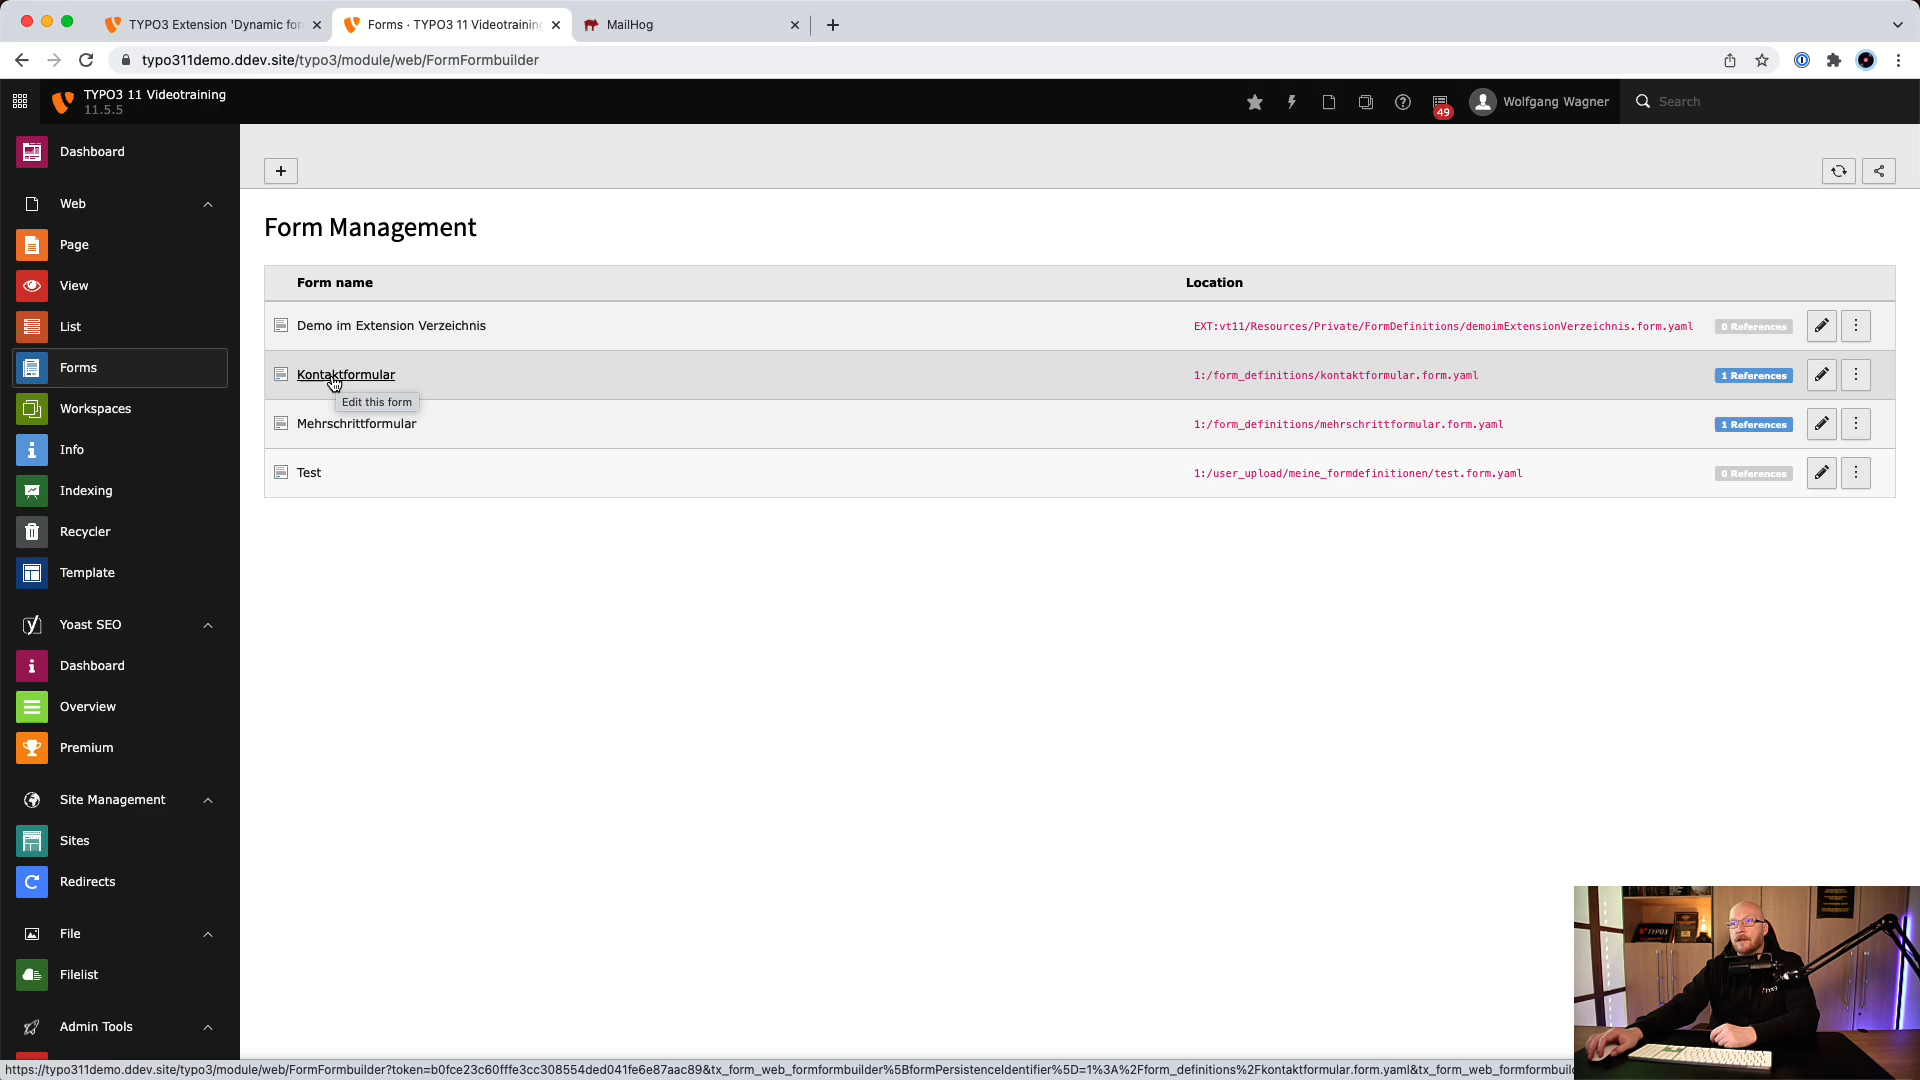 TYPO3 Extension 'Dynamic for
Forms · TYPO3 11 Videotraining
MailHog
typo311demo.ddev.site/typo3/module/web/FormFormbuilder
TYPO3 11 Videotraining
11.5.5
49
Wolfgang Wagner
Search
Dashboard
Web
Page
View
List
Forms
Workspaces
Info
Indexing
Recycler
Template
Yoast SEO
Dashboard
Overview
Premium
Site Management
Sites
Redirects
File
Filelist
Admin Tools
Form Management
Form name
Location
Demo im Extension Verzeichnis
EXT:vt11/Resources/Private/FormDefinitions/demoimExtensionVerzeichnis.form.yaml
0 References
Kontaktformular
1:/form_definitions/kontaktformular.form.yaml
1 References
Edit this form
Mehrschrittformular
1:/form_definitions/mehrschrittformular.form.yaml
1 References
Test
1:/user_upload/meine_formdefinitionen/test.form.yaml
0 References
TYPO3
https://typo311demo.ddev.site/typo3/module/web/FormFormbuilder?token=b0fce23c60fffe3cc308554ded041fe6e87aac89&tx_form_web_formformbuilder%5BformPersistenceIdentifier%5D=1%3A%2Fform_definitions%2Fkontaktformular.form.yaml&tx_form_web_formformbuil